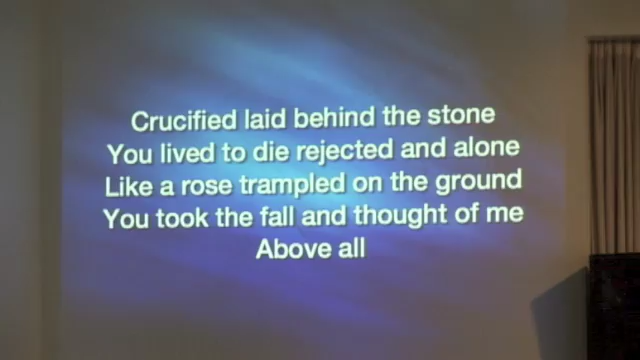 Crucified laid behind the stone
You lived to die rejected and alone
Like a rose trampled on the ground
You took the fall and thought of me
Above all